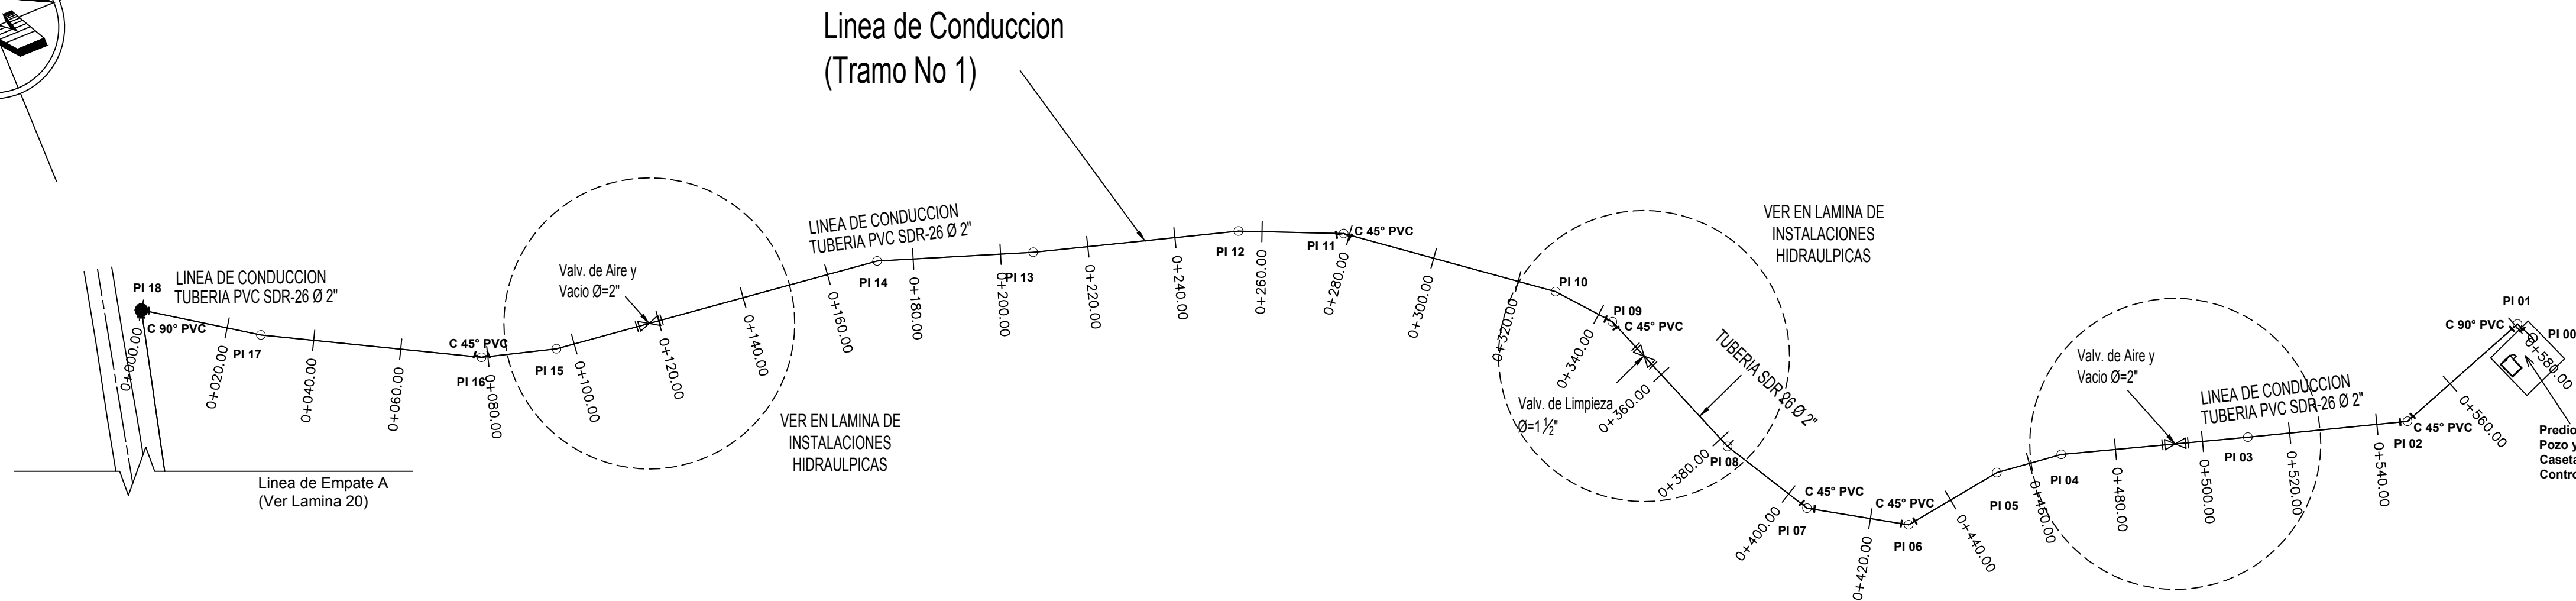 Linea de Conduccion
(Tramo No 1)
PI 18
LINEA DE CONDUCCION
TUBERIA PVC SDR-26 Ø 2"
C 90° PVC
0+000.00
0+020.00
PI 17
0+040.00
0+060.00
C 45° PVC
PI 16
0+080.00
PI 15
0+100.00
Valv. de Aire y
Vacio Ø=2"
0+120.00
0+140.00
VER EN LAMINA DE
INSTALACIONES
HIDRAULPICAS
Linea de Empate A
(Ver Lamina 20)
LINEA DE CONDUCCION
TUBERIA PVC SDR-26 Ø 2"
0+160.00
PI 14
0+180.00
0+200.00
PI 13
0+220.00
0+240.00
PI 12
0+260.00
PI 11
C 45° PVC
0+280.00
0+300.00
0+320.00
PI 10
0+340.00
PI 09
C 45° PVC
VER EN LAMINA DE
INSTALACIONES
HIDRAULPICAS
Valv. de Limpieza
Ø=1 ½"
0+360.00
TUBERIA SDR 26 Ø 2"
0+380.00
PI 08
0+400.00
C 45° PVC
PI 07
0+420.00
C 45° PVC
PI 06
0+440.00
PI 05
0+460.00
PI 04
0+480.00
Valv. de Aire y
Vacio Ø=2"
0+500.00
PI 03
LINEA DE CONDUCCION
TUBERIA PVC SDR-26 Ø 2"
0+520.00
0+540.00
PI 02
C 45° PVC
0+560.00
PI 01
C 90° PVC
PI 00
0+580.00
Predio
Pozo y
Caseta
Contro